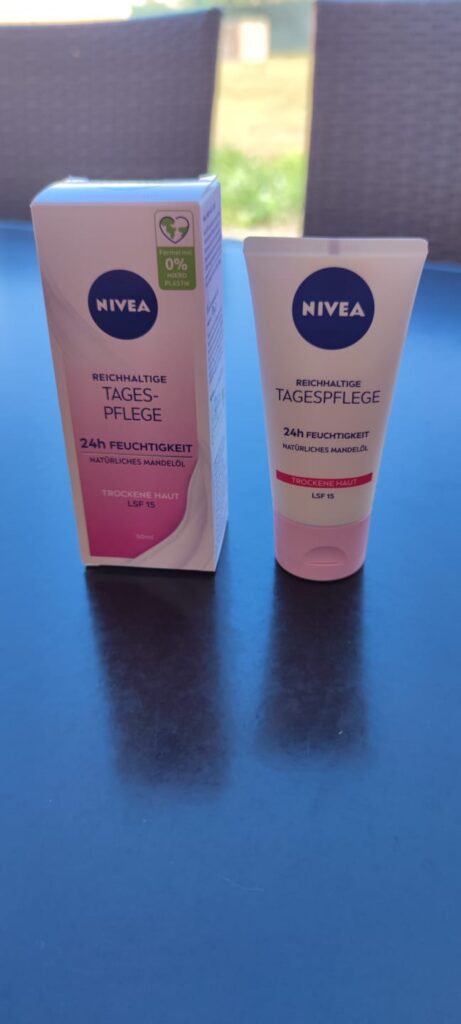 Formel mit
0%
MIKRO
PLASTIK
NIVEA
REICHHALTIGE
TAGES-
PFLEGE
24h FEUCHTIGKEIT
NATÜRLICHES MANDELÖL
TROCKENE HAUT
LSF 15
50ml
NIVEA
REICHHALTIGE
TAGESPFLEGE
24h FEUCHTIGKEIT
NATÜRLICHES MANDELÖL
TROCKENE HAUT
LSF 15